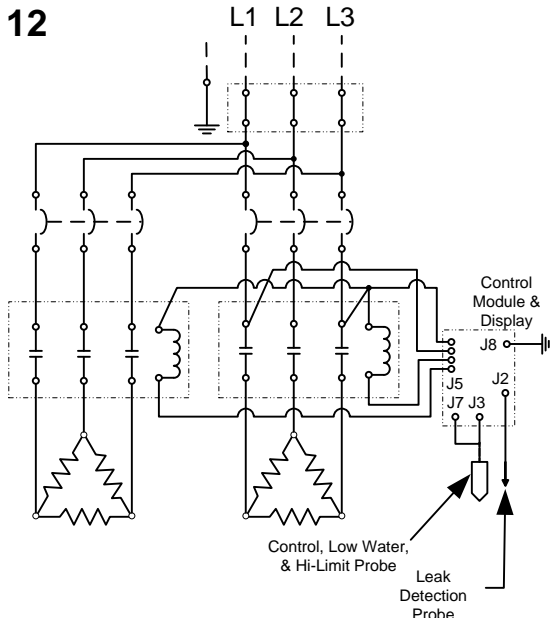 12
L1 L2 L3
Control
Module &
Display
J8
J5
J2
J7 J3
Control, Low Water,
& Hi-Limit Probe
Leak
Detection
Probe